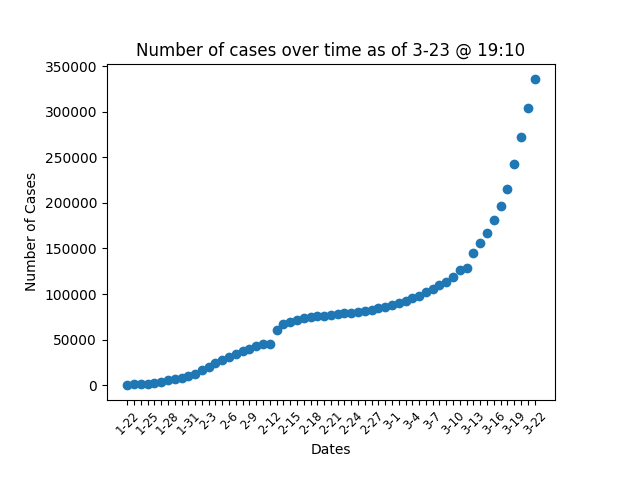 Number of cases over time as of 3-23 @ 19:10
350000
300000
250000
200000
150000
100000
50000
0
Number of Cases
1-22 1-25 1-28 1-31 2-3 2-6 2-9 2-12 2-15 2-18 2-21 2-24 2-27 3-1 3-4 3-7 3-10 3-13 3-16 3-19 3-22
Dates